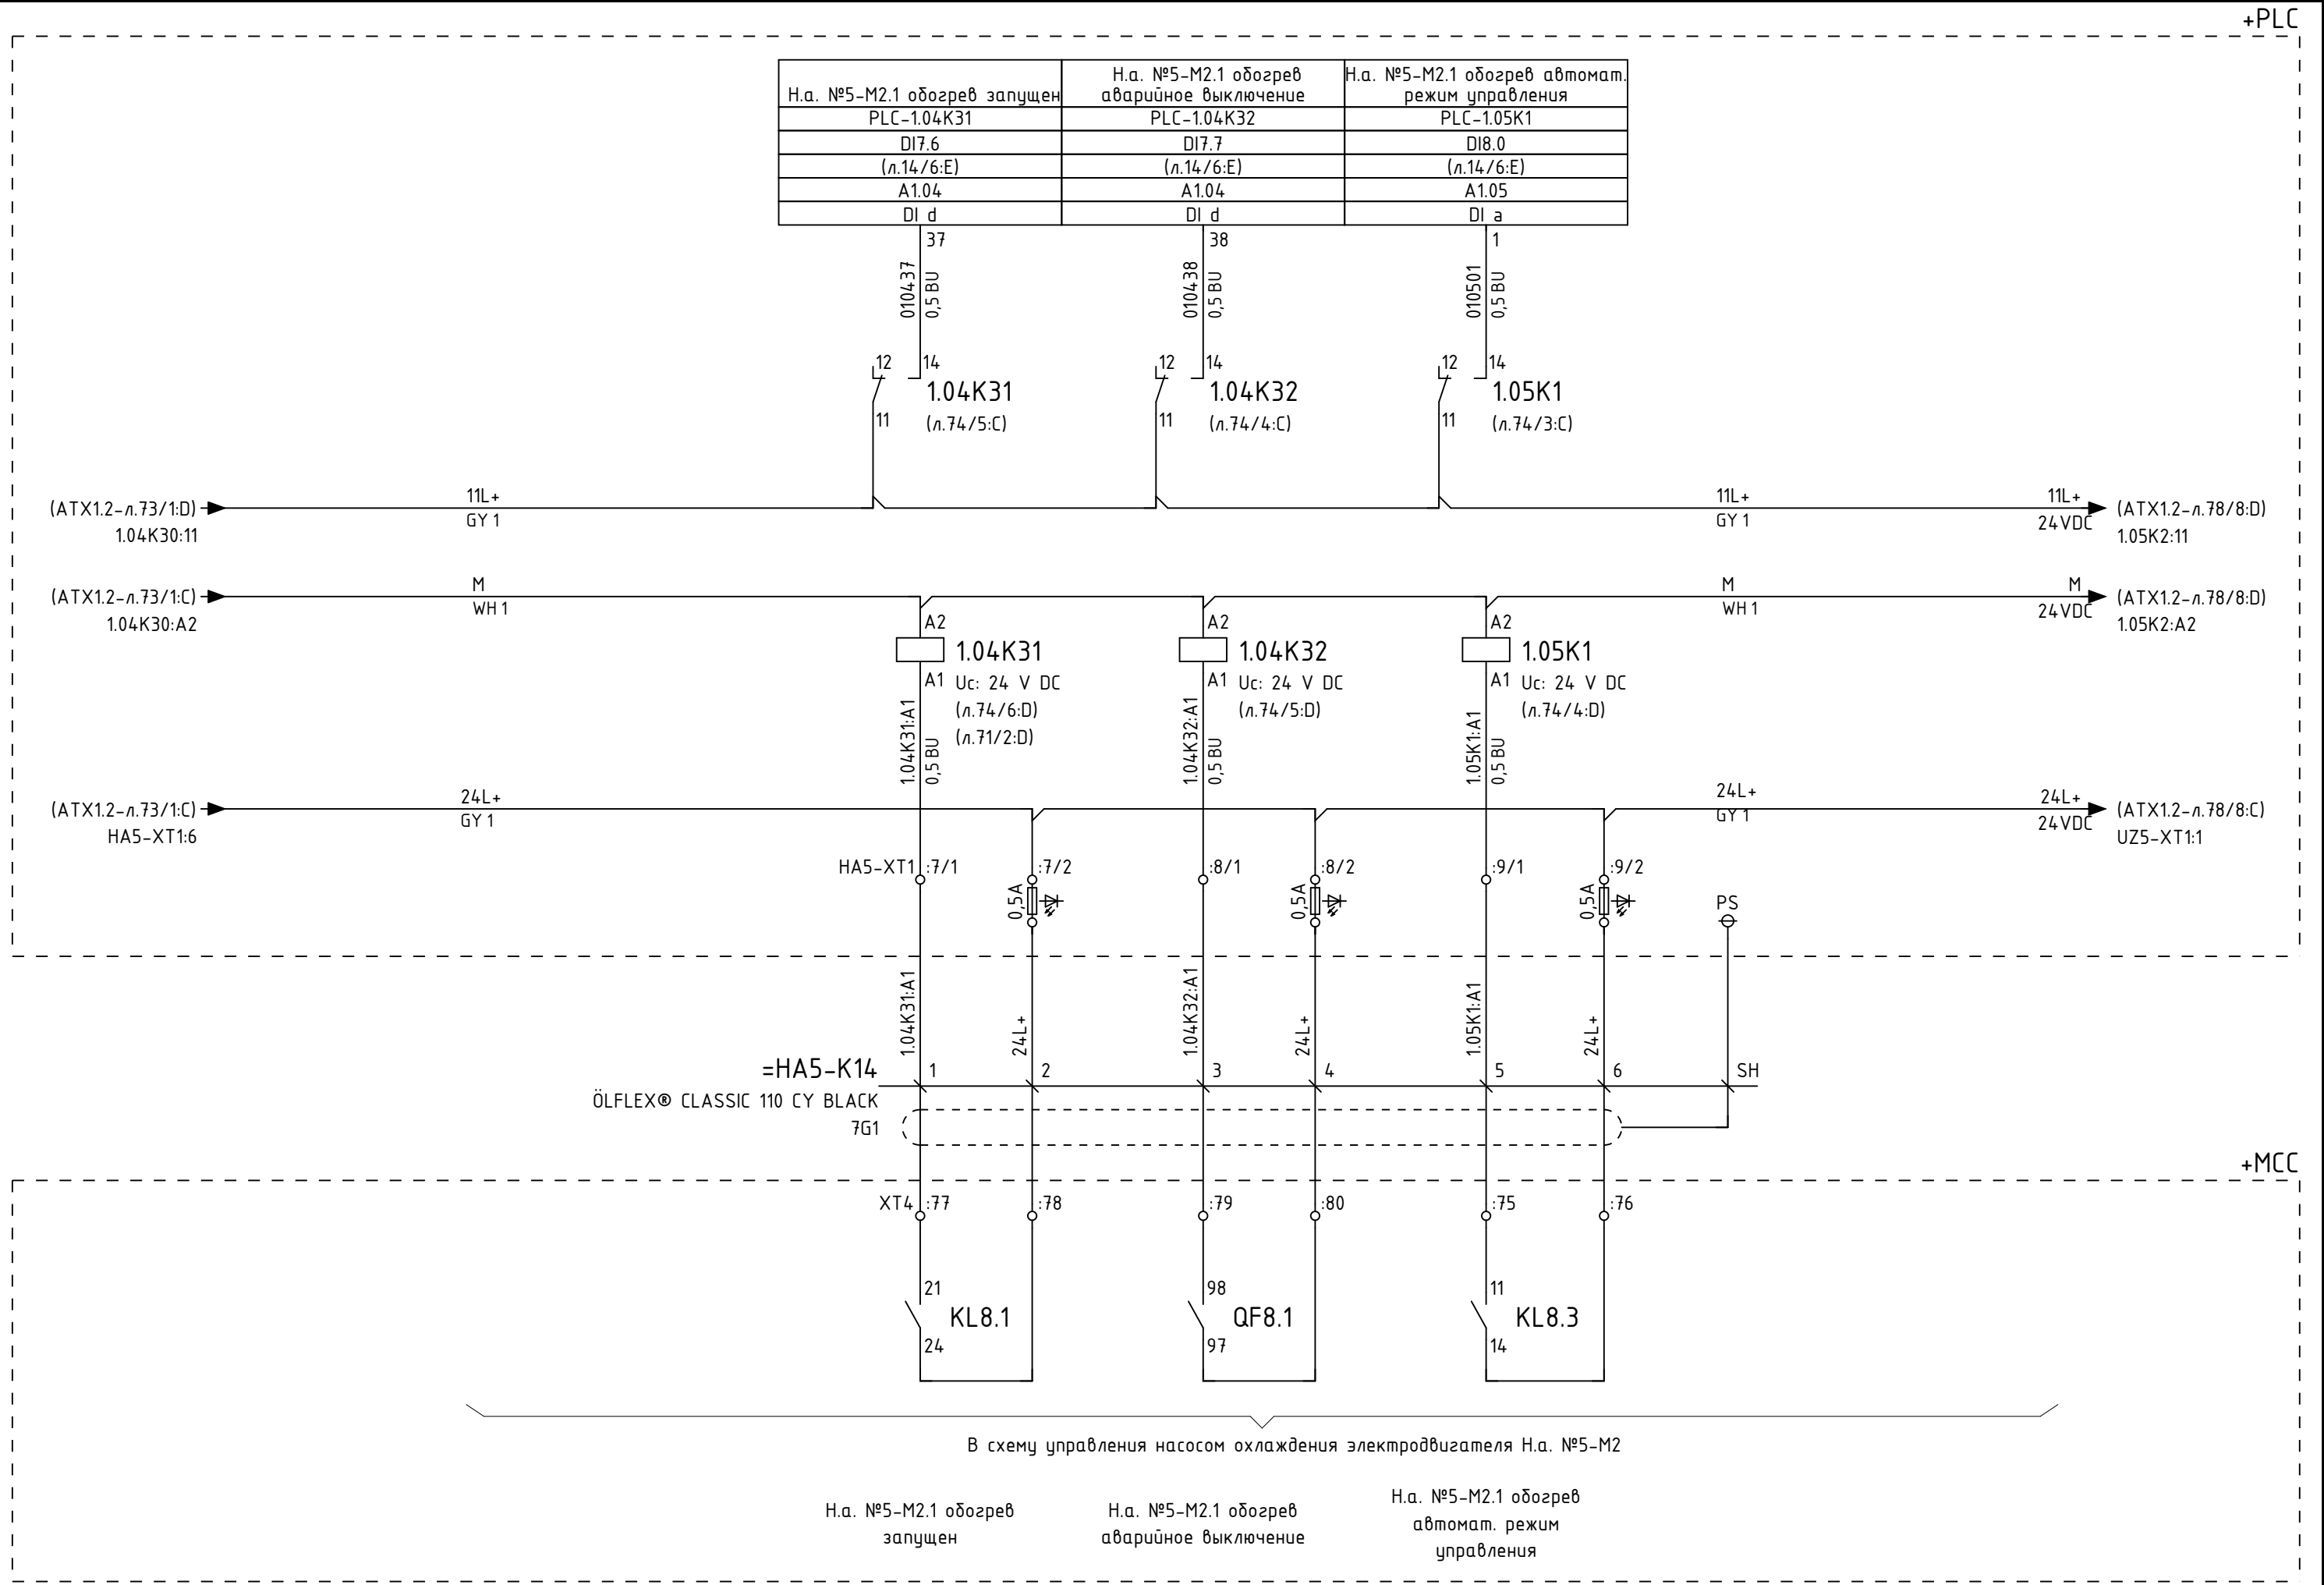 +PLC
Н.а. №5-М2.1 обогрев запущен
Н.а. №5-М2.1 обогрев
аварийное выключение
Н.а. №5-М2.1 обогрев автомат.
режим управления
PLC-1.04K31 PLC-1.04K32 PLC-1.05K1
DI7.6 DI7.7 DI8.0
(л.14/6:E) (л.14/6:E) (л.14/6:E)
A1.04 A1.04 A1.05
DI d DI d DI a
37 38 1
010437 0,5 BU 010438 0,5 BU 010501 0,5 BU
12 14 12 14 12 14
1.04K31 1.04K32 1.05K1
11 (л.74/5:C) 11 (л.74/4:C) 11 (л.74/3:C)
11L+ 11L+ 11L+
(ATX1.2-л.73/1:D) GY 1 GY 1 24VDC (ATX1.2-л.78/8:D)
1.04K30:11 1.05K2:11
M M M
(ATX1.2-л.73/1:C) WH 1 WH 1 24VDC (ATX1.2-л.78/8:D)
1.04K30:A2 1.05K2:A2
A2 A2 A2
1.04K31 1.04K32 1.05K1
A1 Uc: 24 V DC A1 Uc: 24 V DC A1 Uc: 24 V DC
(л.74/6:D) (л.74/5:D) (л.74/4:D)
(л.71/2:D)
1.04K31:A1 0,5 BU 1.04K32:A1 0,5 BU 1.05K1:A1 0,5 BU
24L+ 24L+ 24L+
(ATX1.2-л.73/1:C) GY 1 GY 1 24VDC (ATX1.2-л.78/8:C)
HA5-XT1:6 UZ5-XT1:1
HA5-XT1 :7/1 :7/2 :8/1 :8/2 :9/1 :9/2
0,5A 0,5A 0,5A PS
1.04K31:A1 24L+ 1.04K32:A1 24L+ 1.05K1:A1 24L+
=HA5-K14 1 2 3 4 5 6 SH
ÖLFLEX® CLASSIC 110 CY BLACK
7G1
+MCC
XT4 :77 :78 :79 :80 :75 :76
21 98 11
KL8.1 QF8.1 KL8.3
24 97 14
В схему управления насосом охлаждения электродвигателя Н.а. №5-М2
Н.а. №5-М2.1 обогрев
запущен
Н.а. №5-М2.1 обогрев
аварийное выключение
Н.а. №5-М2.1 обогрев
автомат. режим
управления